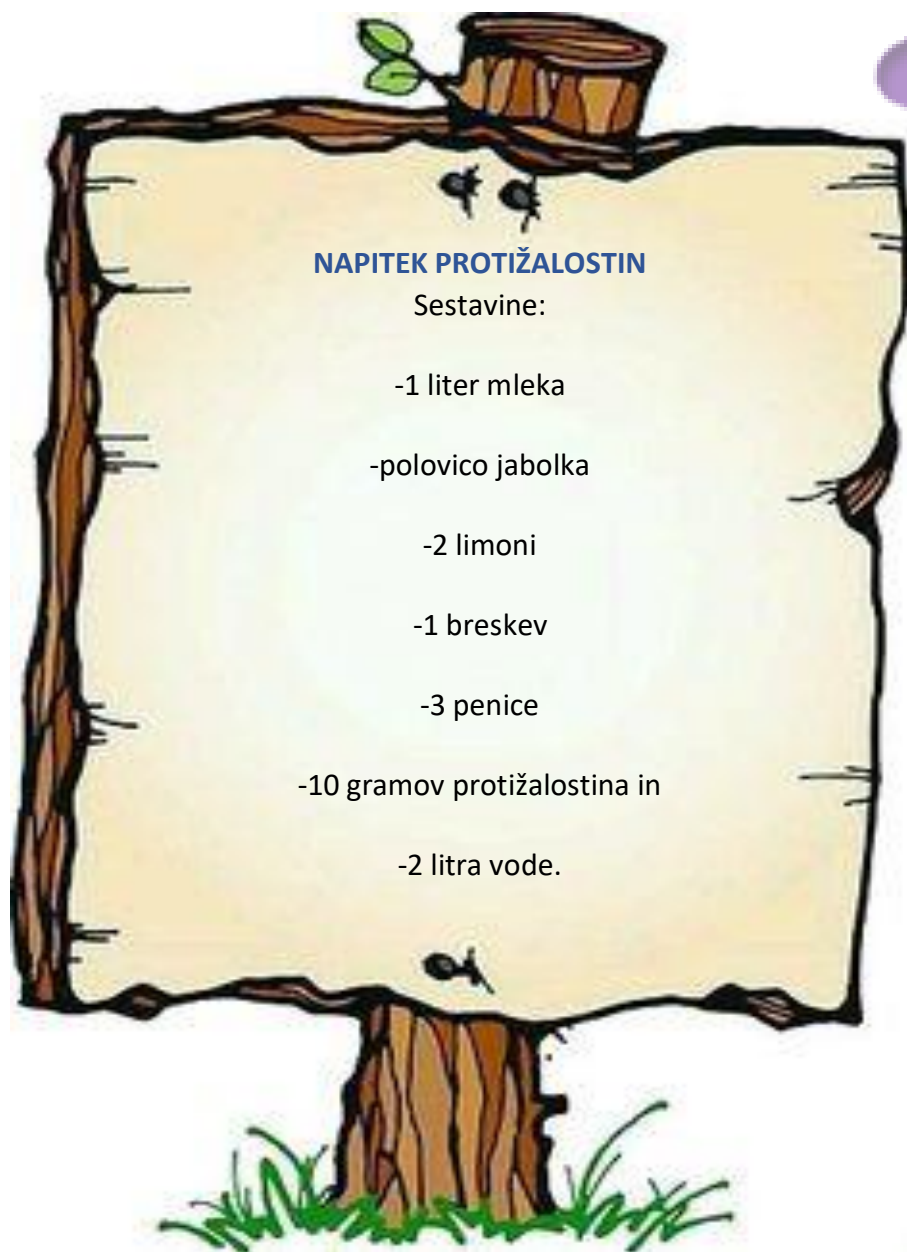 NAPITEK PROTIŽALOSTIN
Sestavine:
-1 liter mleka
-polovico jabolka
-2 limoni
-1 breskev
-3 penice
-10 gramov protižalostina in
-2 litra vode.